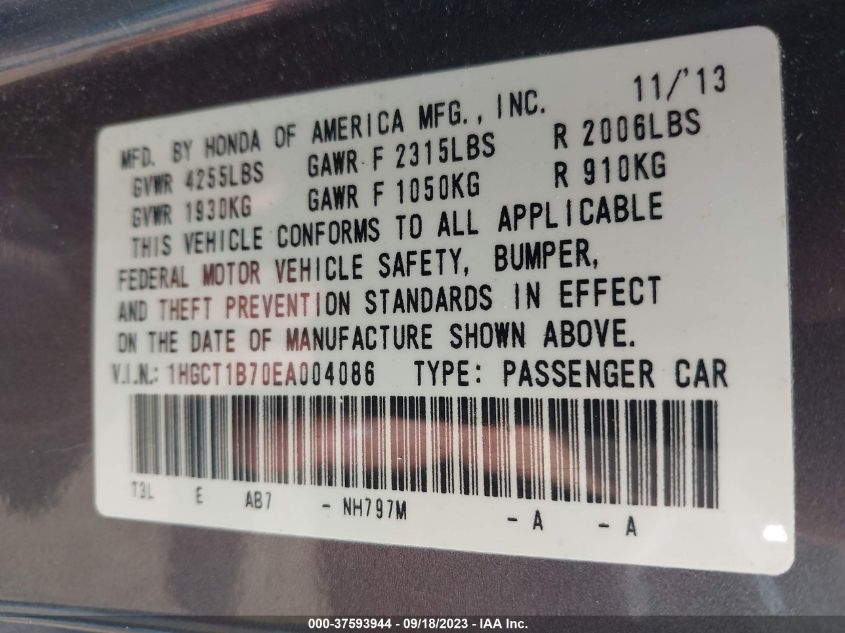 11/'13
MFD. BY HONDA OF AMERICA MFG., INC.
GVWR 4255LBS GAWR F 2315LBS R 2006LBS
GVWR 1930KG GAWR F 1050KG R 910KG
THIS VEHICLE CONFORMS TO ALL APPLICABLE
FEDERAL MOTOR VEHICLE SAFETY, BUMPER,
AND THEFT PREVENTION STANDARDS IN EFFECT
ON THE DATE OF MANUFACTURE SHOWN ABOVE.
V.I.N.: 1HGCT1B70EA004086 TYPE: PASSENGER CAR
T3L E AB7 - NH797M - A - A
000-37593944 - 09/18/2023 - IAA Inc.